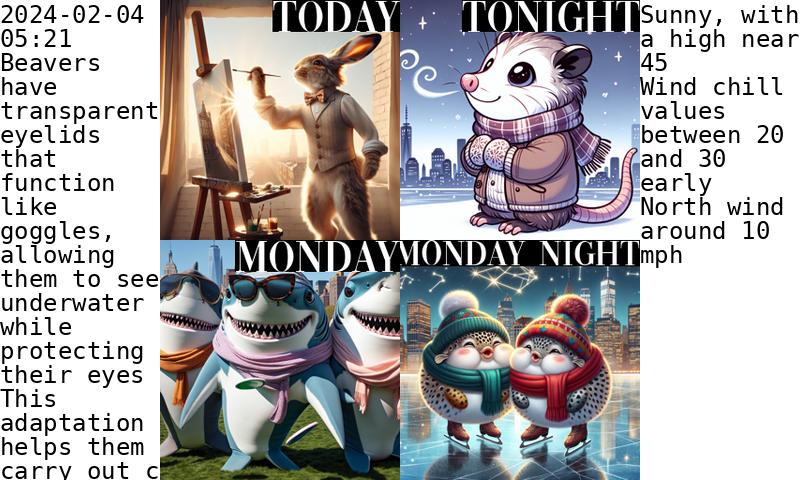 2024-02-04
05:21
Beavers
have
transparent
eyelids
that
function
like
goggles,
allowing
them to see
underwater
while
protecting
their eyes
This
adaptation
helps them
carry out c
TODAY
TONIGHT
MONDAY
MONDAY NIGHT
Sunny, with
a high near
45
Wind chill
values
between 20
and 30
early
North wind
around 10
mph